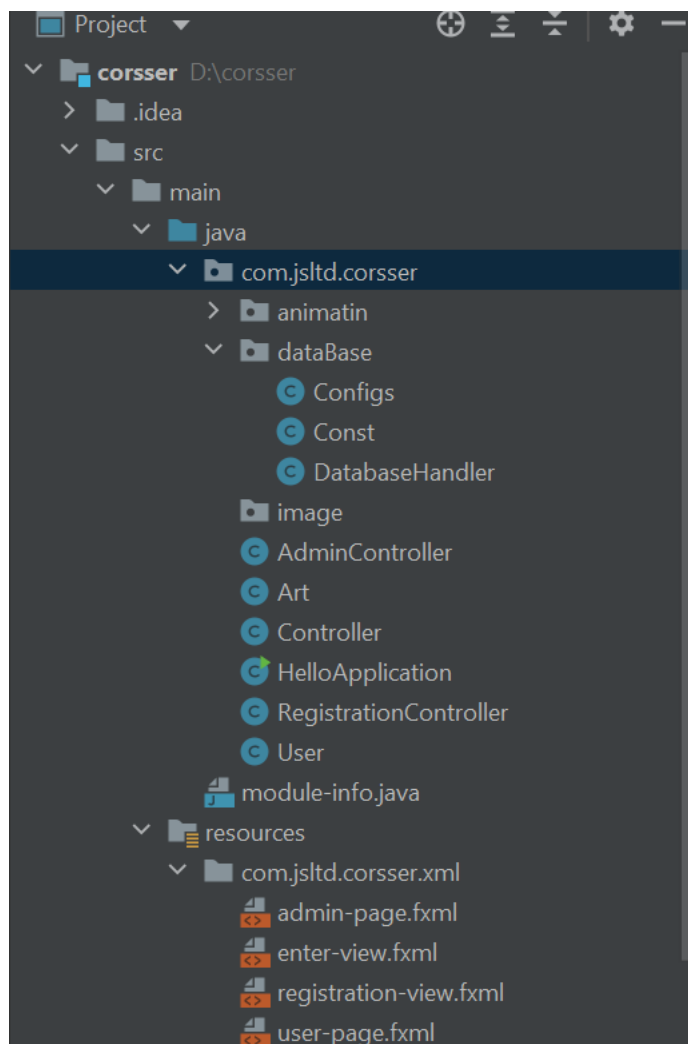 Project
corsser D:\corsser
.idea
src
main
java
com.jsltd.corsser
animatin
dataBase
Configs
Const
DatabaseHandler
image
AdminController
Art
Controller
HelloApplication
RegistrationController
User
module-info.java
resources
com.jsltd.corsser.xml
admin-page.fxml
enter-view.fxml
registration-view.fxml
user-page.fxml